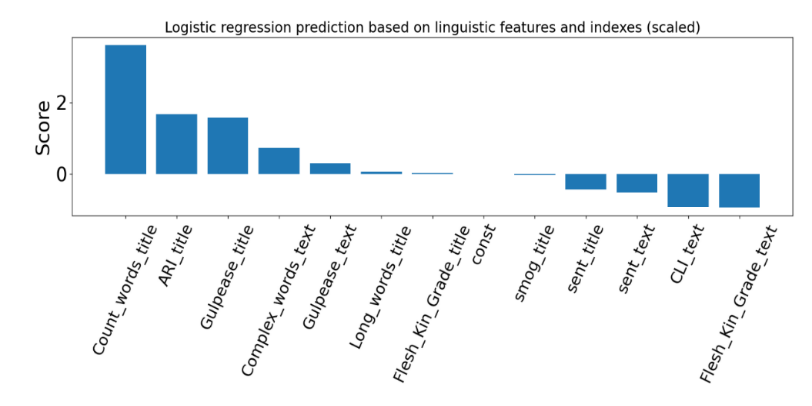 Logistic regression prediction based on linguistic features and indexes (scaled)
Score
2
0
Count_words_title
ARI_title
Gulpease_title
Complex_words_text
Gulpease_text
Long_words_title
Flesh_Kin_Grade_title
const
smog_title
sent_title
sent_text
CLI_text
Flesh_Kin_Grade_text